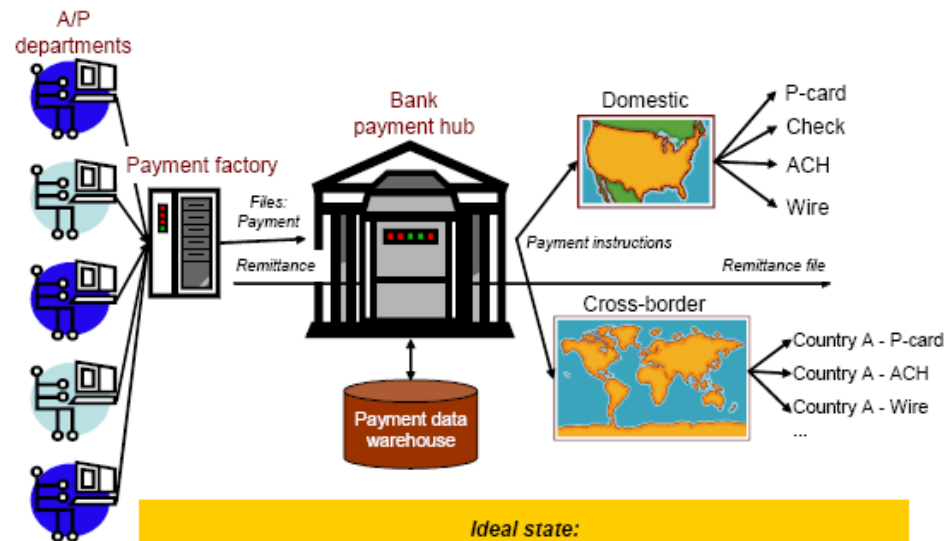 A/P
departments
Payment factory
Files:
Payment
Remittance
Bank
payment hub
Payment data
warehouse
Payment instructions
Domestic
P-card
Check
ACH
Wire
Remittance file
Cross-border
Country A - P-card
Country A - ACH
Country A - Wire
...
Ideal state: